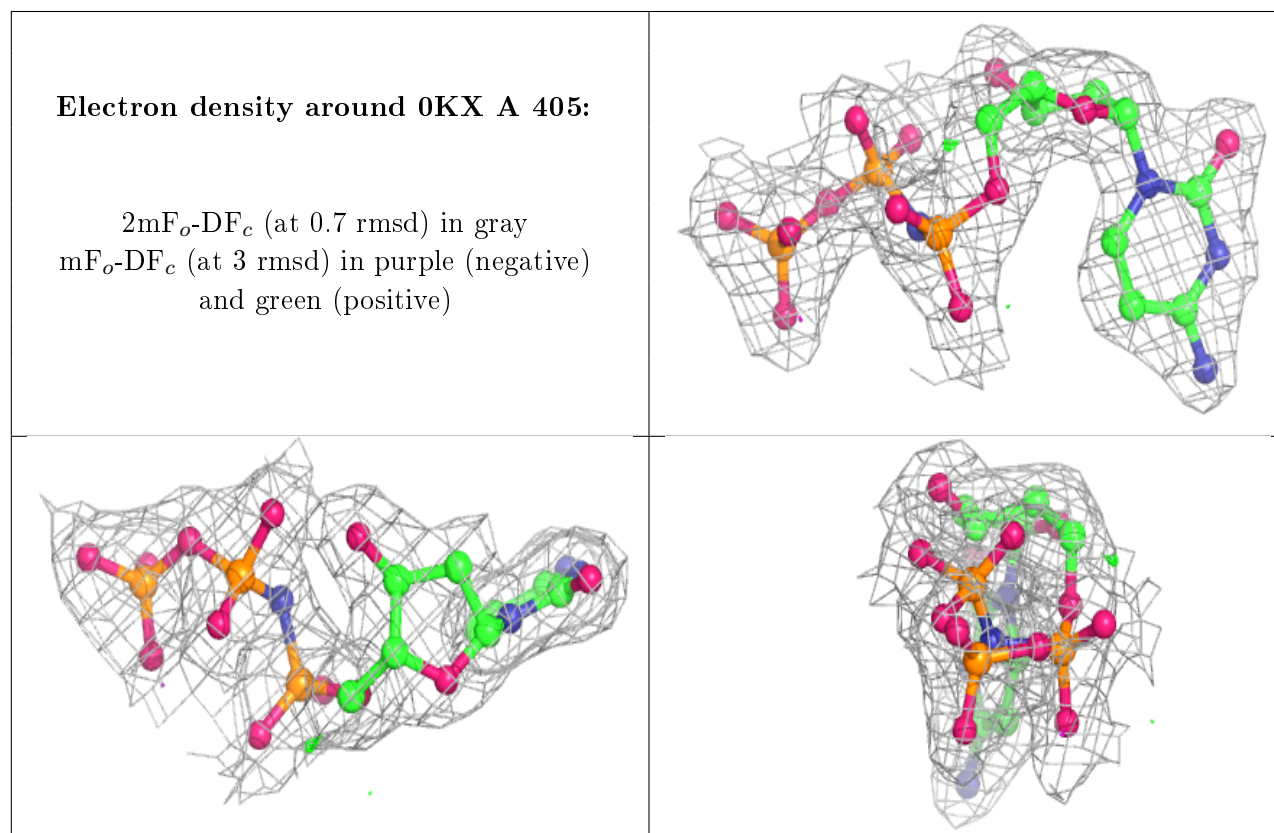 Electron density around 0KX A 405:
2mFₒ-DF𝒸 (at 0.7 rmsd) in gray
mFₒ-DF𝒸 (at 3 rmsd) in purple (negative)
and green (positive)